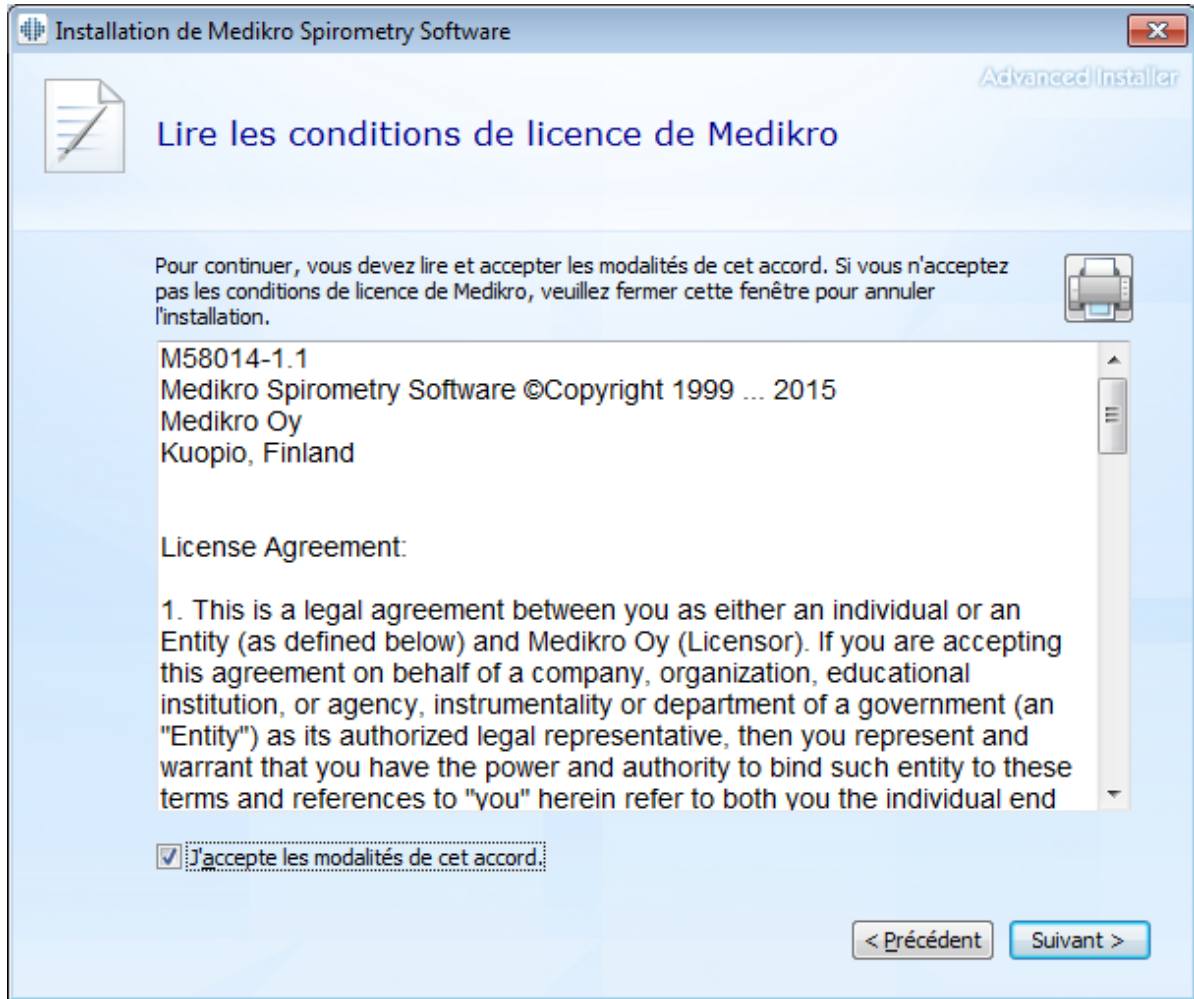 Installation de Medikro Spirometry Software
Advanced Installer
Lire les conditions de licence de Medikro
Pour continuer, vous devez lire et accepter les modalités de cet accord. Si vous n'acceptez
pas les conditions de licence de Medikro, veuillez fermer cette fenêtre pour annuler
l'installation.
M58014-1.1
Medikro Spirometry Software ©Copyright 1999 ... 2015
Medikro Oy
Kuopio, Finland
License Agreement:
1. This is a legal agreement between you as either an individual or an
Entity (as defined below) and Medikro Oy (Licensor). If you are accepting
this agreement on behalf of a company, organization, educational
institution, or agency, instrumentality or department of a government (an
"Entity") as its authorized legal representative, then you represent and
warrant that you have the power and authority to bind such entity to these
terms and references to "you" herein refer to both you the individual end
J'accepte les modalités de cet accord.
< Précédent
Suivant >